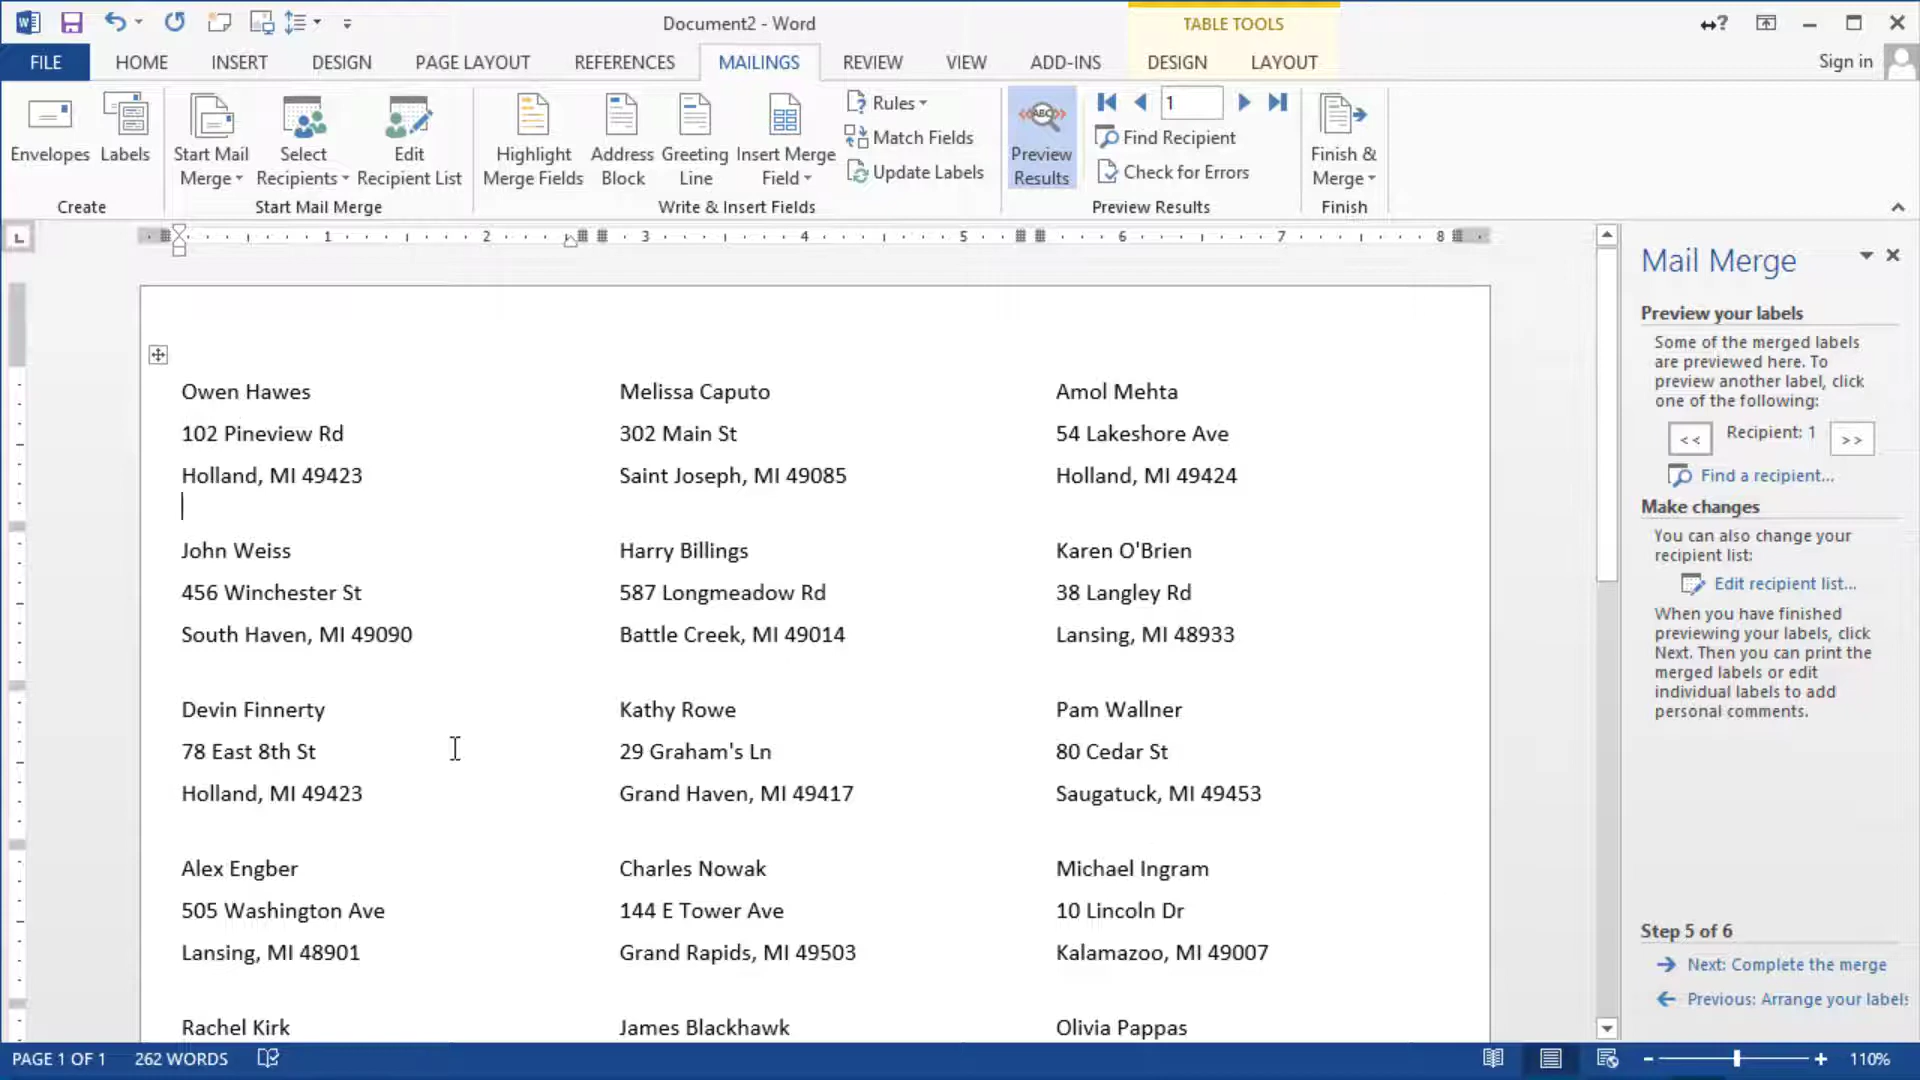 Document2 - Word
TABLE TOOLS
FILE HOME INSERT DESIGN PAGE LAYOUT REFERENCES MAILINGS REVIEW VIEW ADD-INS DESIGN LAYOUT Sign in
Envelopes Labels
Start Mail Merge
Select Recipients
Edit Recipient List
Highlight Merge Fields
Address Block
Greeting Line
Insert Merge Field
Rules
Match Fields
Update Labels
ABC
Preview Results
1
Find Recipient
Check for Errors
Finish & Merge
Create
Start Mail Merge
Write & Insert Fields
Preview Results
Finish
L
1 2 3 4 5 6 7 8
Owen Hawes
102 Pineview Rd
Holland, MI 49423
Melissa Caputo
302 Main St
Saint Joseph, MI 49085
Amol Mehta
54 Lakeshore Ave
Holland, MI 49424
John Weiss
456 Winchester St
South Haven, MI 49090
Harry Billings
587 Longmeadow Rd
Battle Creek, MI 49014
Karen O'Brien
38 Langley Rd
Lansing, MI 48933
Devin Finnerty
78 East 8th St
Holland, MI 49423
Kathy Rowe
29 Graham's Ln
Grand Haven, MI 49417
Pam Wallner
80 Cedar St
Saugatuck, MI 49453
Alex Engber
505 Washington Ave
Lansing, MI 48901
Charles Nowak
144 E Tower Ave
Grand Rapids, MI 49503
Michael Ingram
10 Lincoln Dr
Kalamazoo, MI 49007
Rachel Kirk
James Blackhawk
Olivia Pappas
Mail Merge
Preview your labels
Some of the merged labels
are previewed here. To
preview another label, click
one of the following:
<< Recipient: 1 >>
Find a recipient...
Make changes
You can also change your
recipient list:
Edit recipient list...
When you have finished
previewing your labels, click
Next. Then you can print the
merged labels or edit
individual labels to add
personal comments.
Step 5 of 6
Next: Complete the merge
Previous: Arrange your labels
PAGE 1 OF 1 262 WORDS
110%